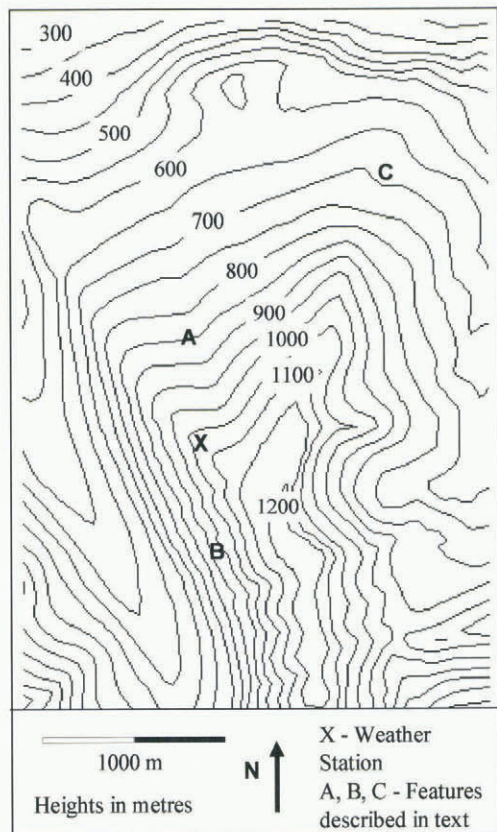 300
400
500
600
C
700
800
900
A
1000
1100
X
1200
B
1000 m
N
Heights in metres
X - Weather
Station
A, B, C - Features
described in text